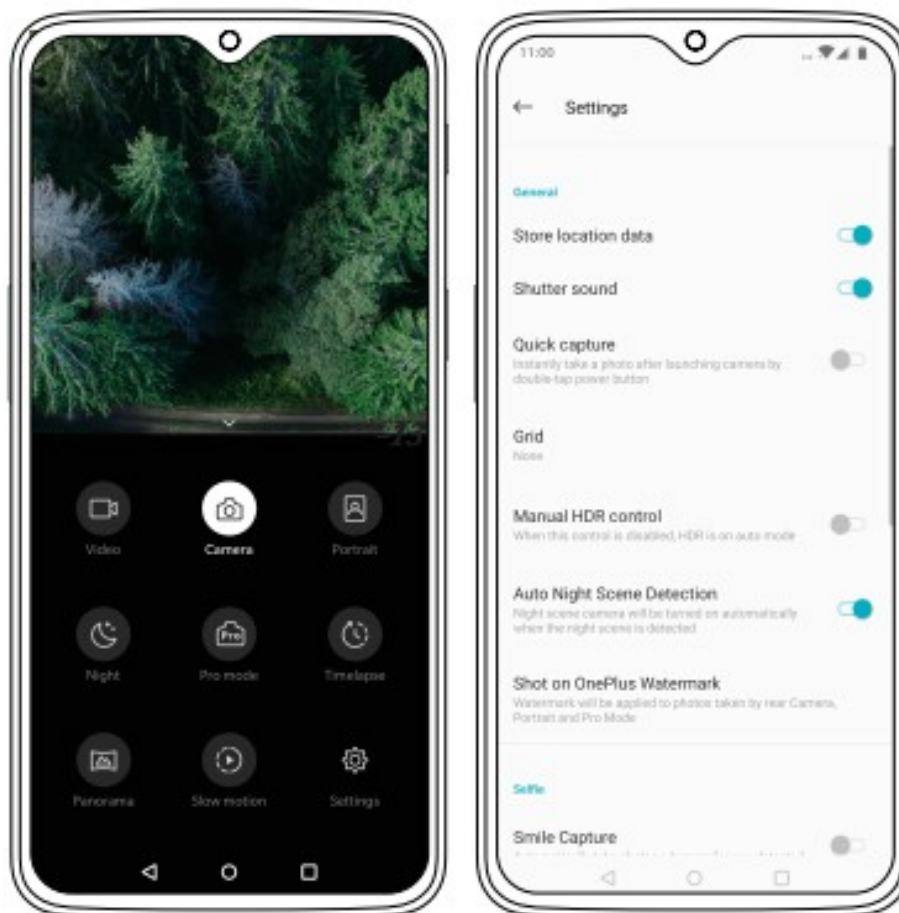 Video
Camera
Portrait
Night
Pro
Pro mode
Timelapse
Panorama
Slow motion
Settings
11:00
Settings
General
Store location data
Shutter sound
Quick capture
Instantly take a photo after launching camera by
double-tap power button
Grid
None
Manual HDR control
When this control is disabled, HDR is on auto mode
Auto Night Scene Detection
Night scene camera will be turned on automatically
when the night scene is detected
Shot on OnePlus Watermark
Watermark will be applied to photos taken by rear Camera,
Portrait and Pro Mode
Selfie
Smile Capture